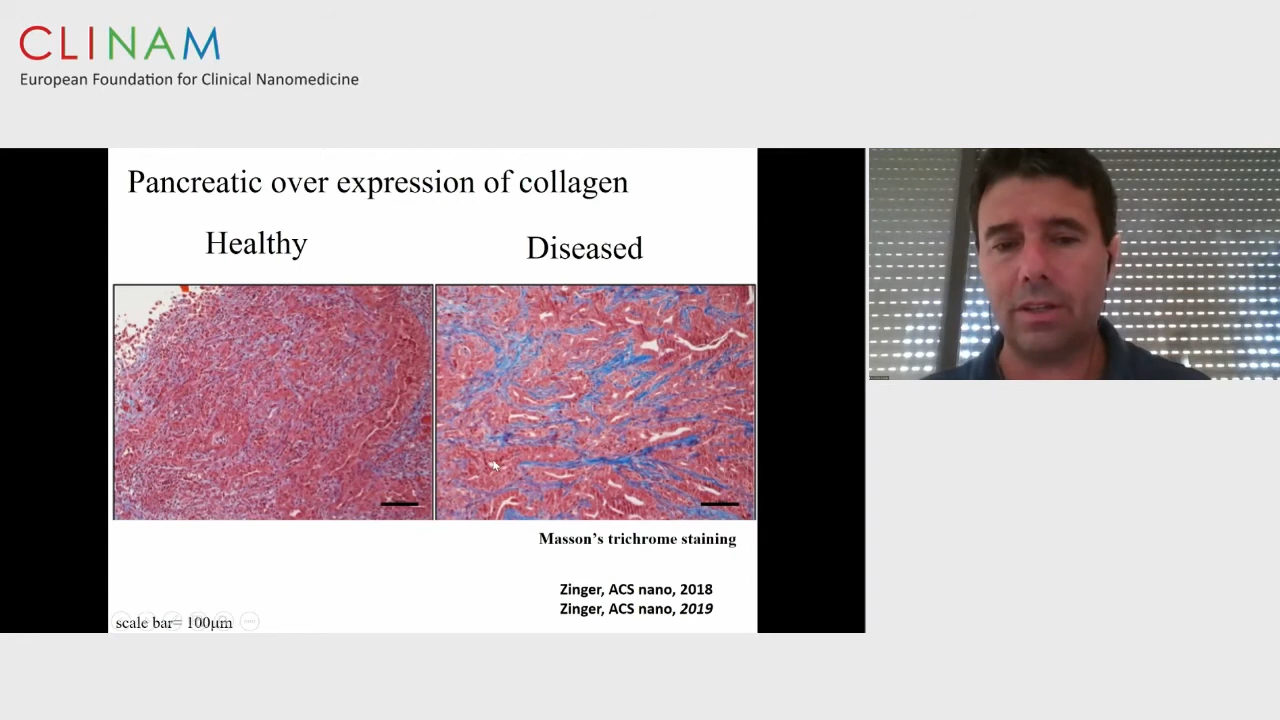 CLINAM
European Foundation for Clinical Nanomedicine
Pancreatic over expression of collagen
Healthy
Diseased
Masson's trichrome staining
Zinger, ACS nano, 2018
Zinger, ACS nano, 2019
scale bar= 100μm